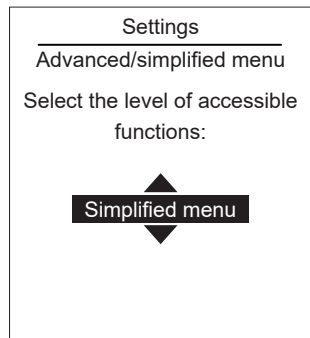 Settings
Advanced/simplified menu
Select the level of accessible
functions:
Simplified menu